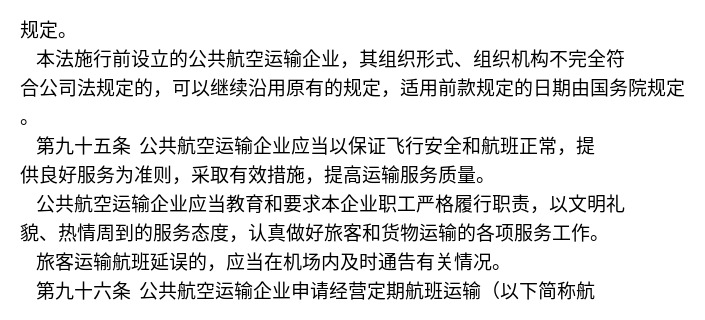 规定。
本法施行前设立的公共航空运输企业，其组织形式、组织机构不完全符
合公司法规定的，可以继续沿用原有的规定，适用前款规定的日期由国务院规定
。
第九十五条 公共航空运输企业应当以保证飞行安全和航班正常，提
供良好服务为准则，采取有效措施，提高运输服务质量。
公共航空运输企业应当教育和要求本企业职工严格履行职责，以文明礼
貌、热情周到的服务态度，认真做好旅客和货物运输的各项服务工作。
旅客运输航班延误的，应当在机场内及时通告有关情况。
第九十六条 公共航空运输企业申请经营定期航班运输（以下简称航